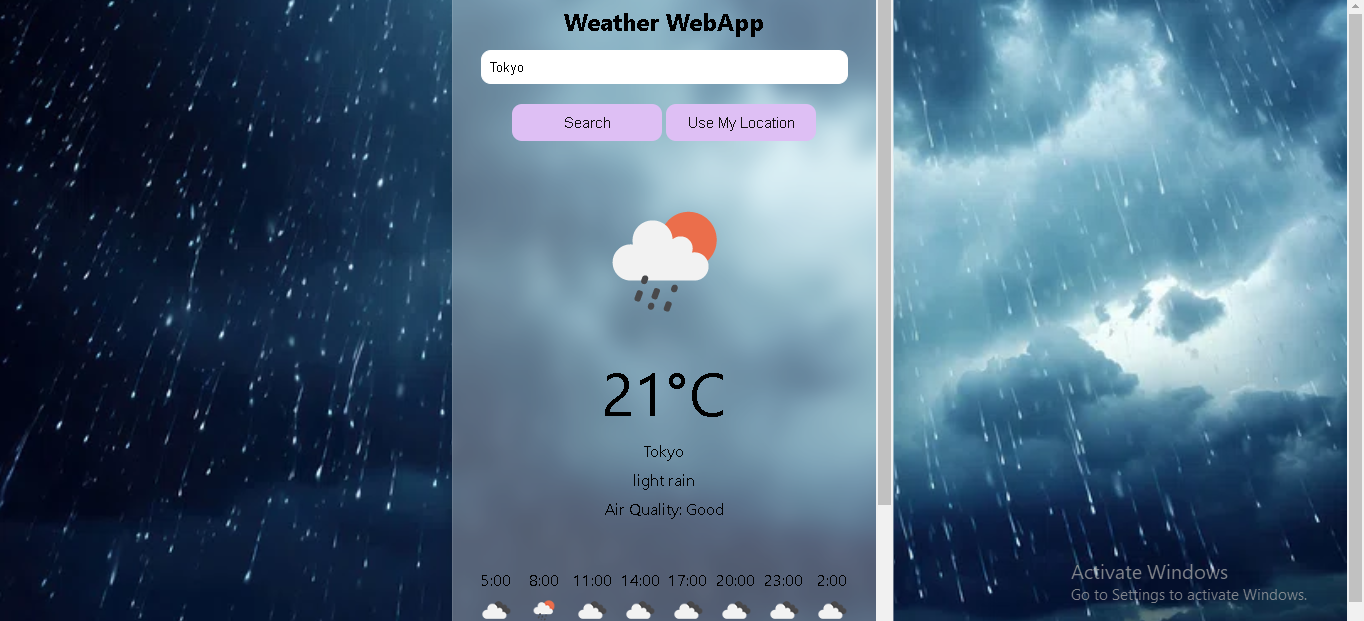 Weather WebApp
Tokyo
Search Use My Location
21°C
Tokyo
light rain
Air Quality: Good
5:00 8:00 11:00 14:00 17:00 20:00 23:00 2:00
Activate Windows
Go to Settings to activate Windows.